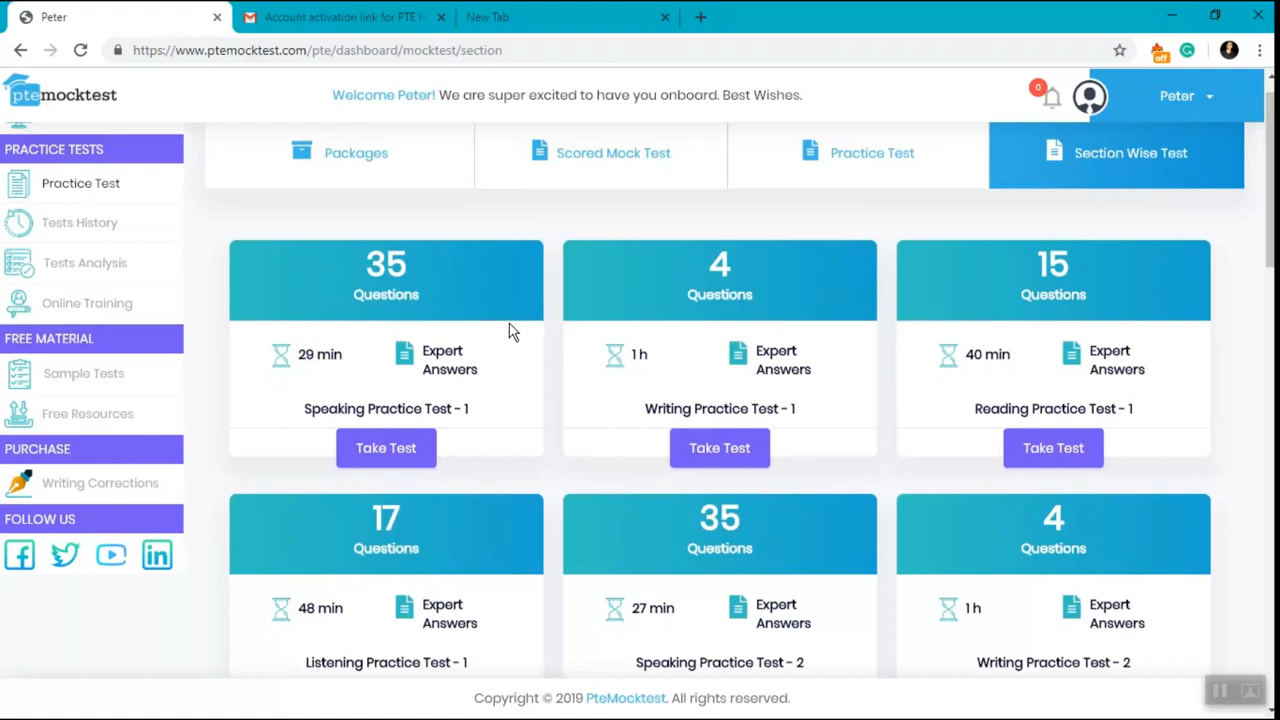 Peter
Account activation link for PTE
New Tab
https://www.ptemocktest.com/pte/dashboard/mocktest/section
off
ptemocktest
Welcome Peter! We are super excited to have you onboard. Best Wishes.
0
Peter
PRACTICE TESTS
Practice Test
Tests History
Tests Analysis
Online Training
FREE MATERIAL
Sample Tests
Free Resources
PURCHASE
Writing Corrections
FOLLOW US
Packages
Scored Mock Test
Practice Test
Section Wise Test
35
Questions
29 min
Expert
Answers
Speaking Practice Test - 1
Take Test
4
Questions
1 h
Expert
Answers
Writing Practice Test - 1
Take Test
15
Questions
40 min
Expert
Answers
Reading Practice Test - 1
Take Test
17
Questions
48 min
Expert
Answers
Listening Practice Test - 1
35
Questions
27 min
Expert
Answers
Speaking Practice Test - 2
4
Questions
1 h
Expert
Answers
Writing Practice Test - 2
Copyright © 2019 PteMocktest. All rights reserved.